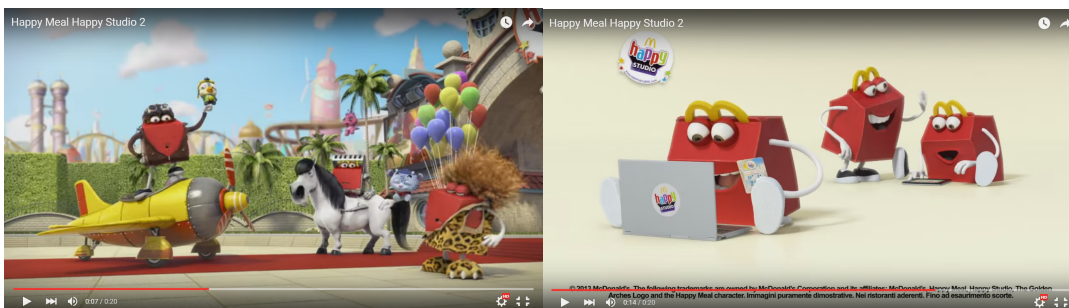 Happy Meal Happy Studio 2
0:07 / 0:20
HD
Happy Meal Happy Studio 2
happy
STUDIO
happy
STUDIO
© 2013 McDonald's. The following trademarks are owned by McDonald's Corporation and its affiliates: McDonald's, Happy Meal, Happy Studio, The Golden
Arches Logo and the Happy Meal character. Immagini puramente dimostrative. Nei ristoranti aderenti. Fino ad esaurimento scorte.
0:14 / 0:20
HD